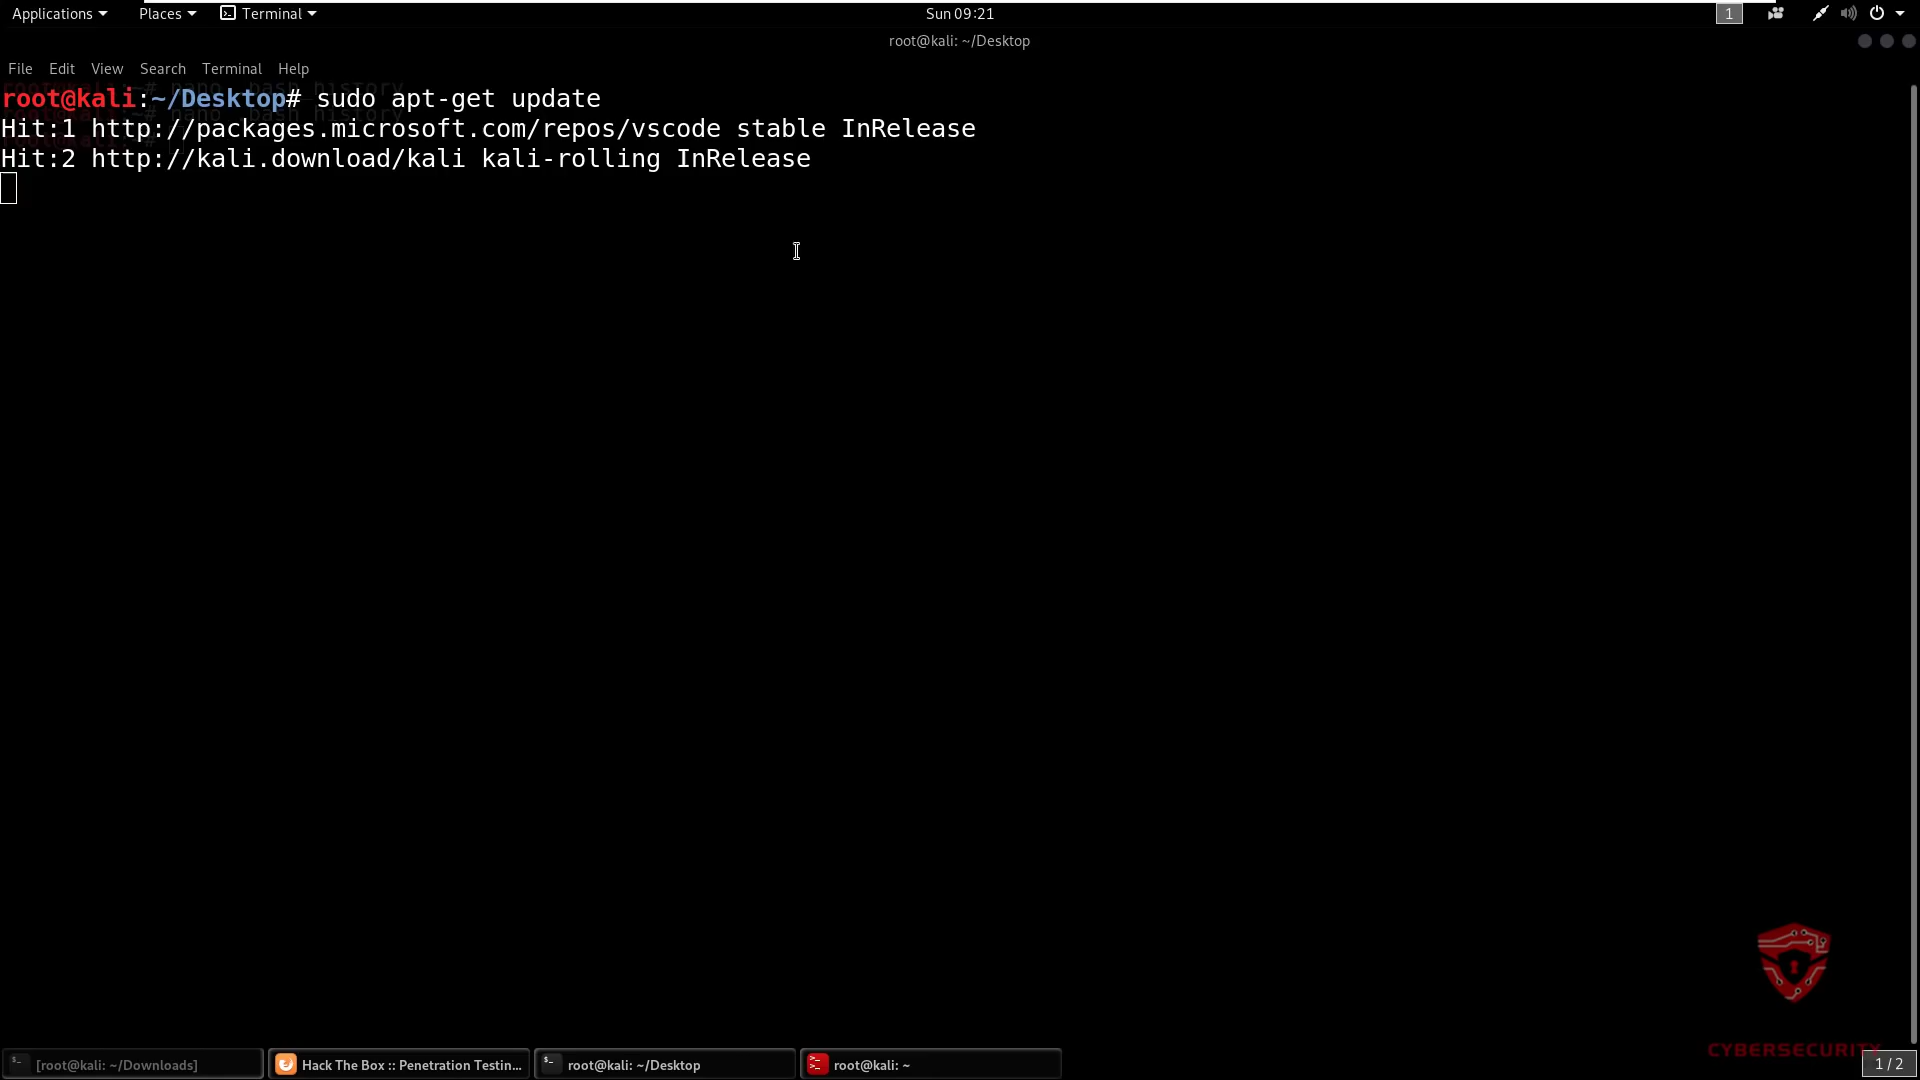 Applications Places Terminal Sun 09:21 1
root@kali: ~/Desktop
File Edit View Search Terminal Help
root@kali:~/Desktop# sudo apt-get update
Hit:1 http://packages.microsoft.com/repos/vscode stable InRelease
Hit:2 http://kali.download/kali kali-rolling InRelease
CYBERSECURITY
[root@kali: ~/Downloads] Hack The Box :: Penetration Testin... root@kali: ~/Desktop root@kali: ~ 1 / 2